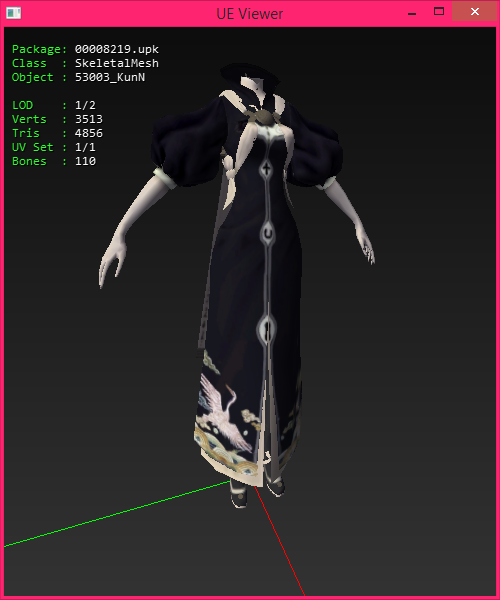 UE Viewer
Package: 00008219.upk
Class : SkeletalMesh
Object : 53003_KunN
LOD : 1/2
Verts : 3513
Tris : 4856
UV Set : 1/1
Bones : 110